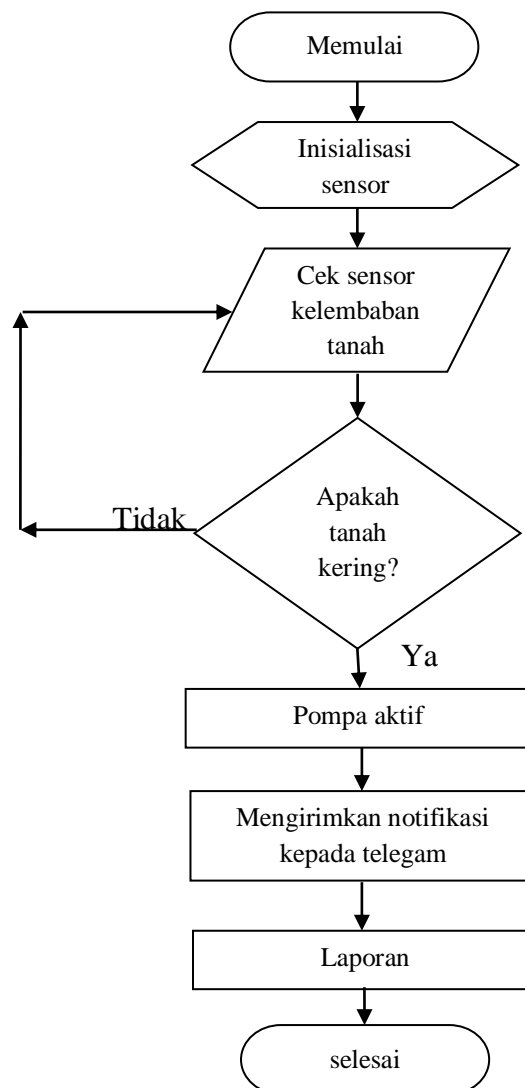 Memulai
Inisialisasi
sensor
Cek sensor
kelembaban
tanah
Apakah
tanah
kering?
Tidak
Ya
Pompa aktif
Mengirimkan notifikasi
kepada telegam
Laporan
selesai